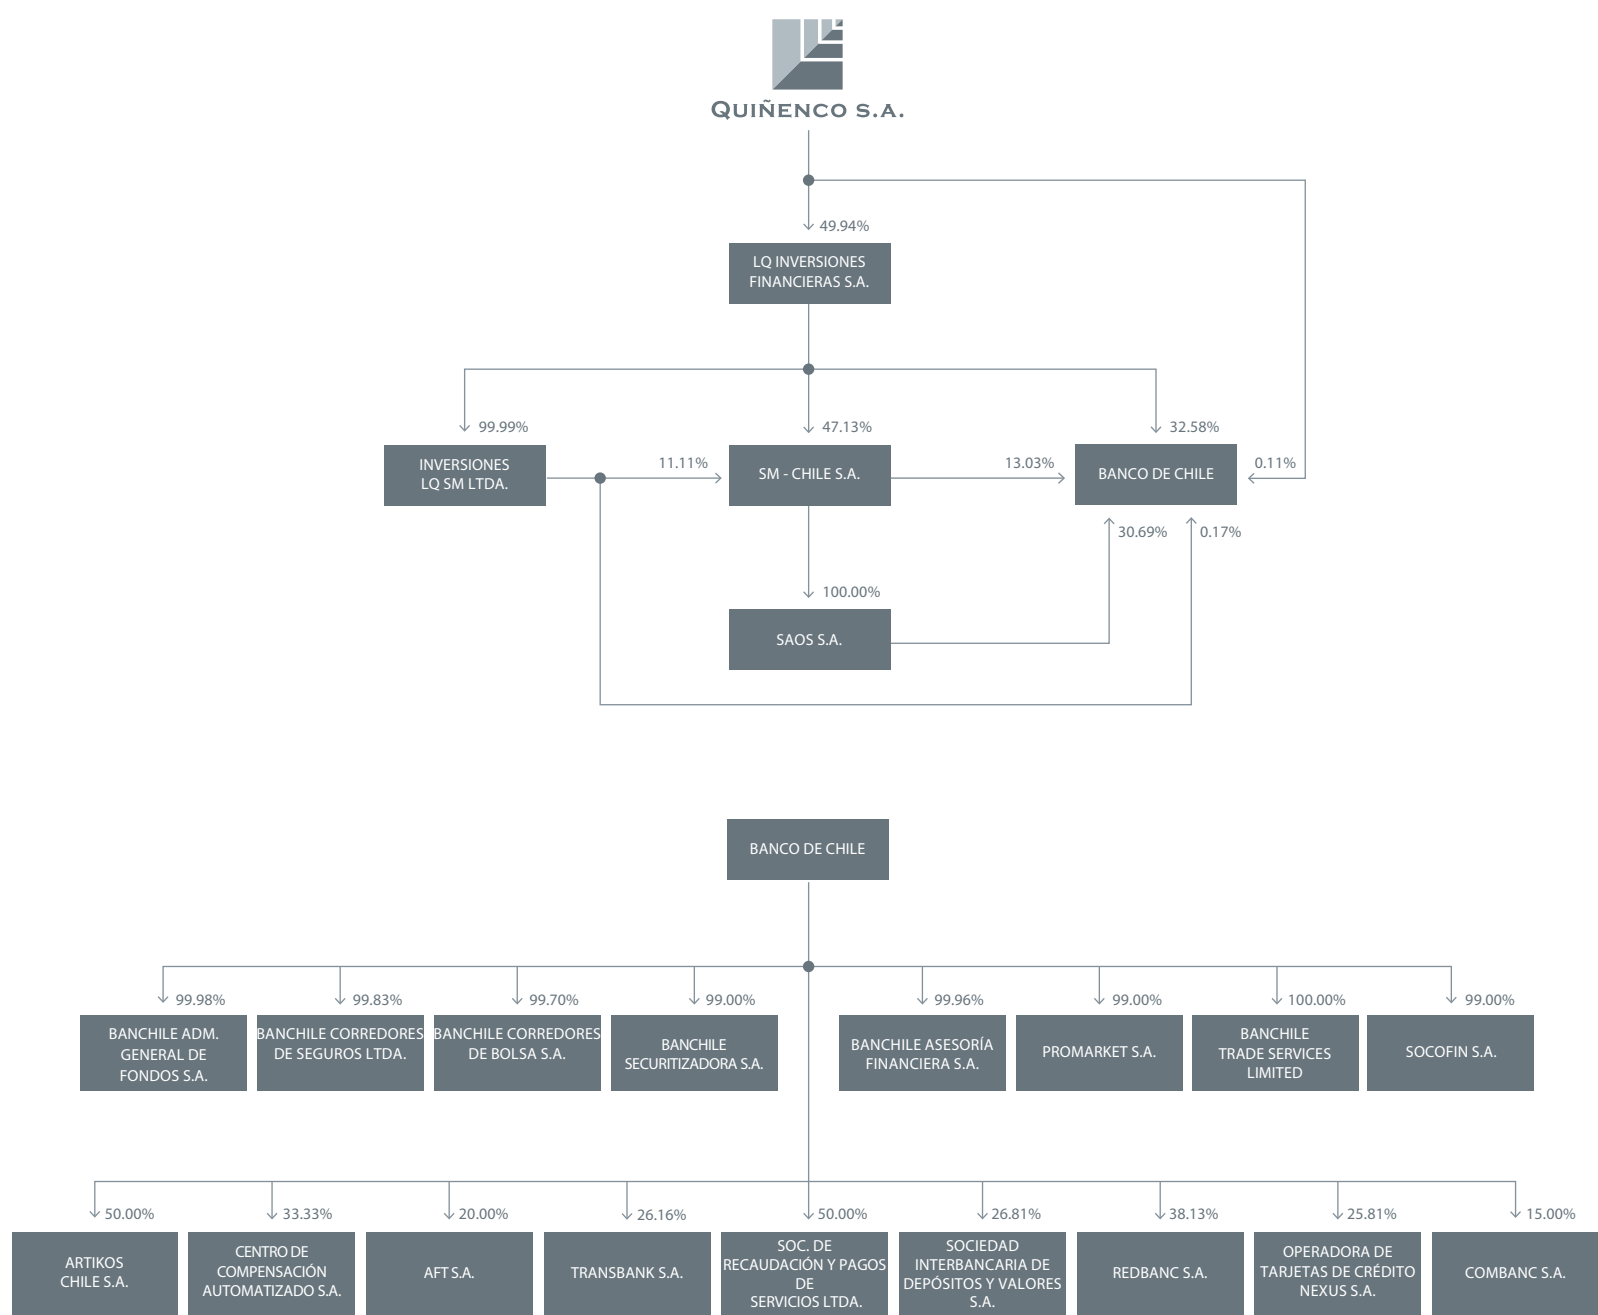 QUIÑENCO S.A.
49.94%
LQ INVERSIONES
FINANCIERAS S.A.
99.99%
47.13%
32.58%
INVERSIONES
LQ SM LTDA.
11.11%
SM - CHILE S.A.
13.03%
BANCO DE CHILE
0.11%
30.69%
0.17%
100.00%
SAOS S.A.
BANCO DE CHILE
99.98%
99.83%
99.70%
99.00%
99.96%
99.00%
100.00%
99.00%
BANCHILE ADM.
GENERAL DE
FONDOS S.A.
BANCHILE CORREDORES
DE SEGUROS LTDA.
BANCHILE CORREDORES
DE BOLSA S.A.
BANCHILE
SECURITIZADORA S.A.
BANCHILE ASESORÍA
FINANCIERA S.A.
PROMARKET S.A.
BANCHILE
TRADE SERVICES
LIMITED
SOCOFIN S.A.
50.00%
33.33%
20.00%
26.16%
50.00%
26.81%
38.13%
25.81%
15.00%
ARTIKOS
CHILE S.A.
CENTRO DE
COMPENSACIÓN
AUTOMATIZADO S.A.
AFT S.A.
TRANSBANK S.A.
SOC. DE
RECAUDACIÓN Y PAGOS
DE
SERVICIOS LTDA.
SOCIEDAD
INTERBANCARIA DE
DEPÓSITOS Y VALORES
S.A.
REDBANC S.A.
OPERADORA DE
TARJETAS DE CRÉDITO
NEXUS S.A.
COMBANC S.A.